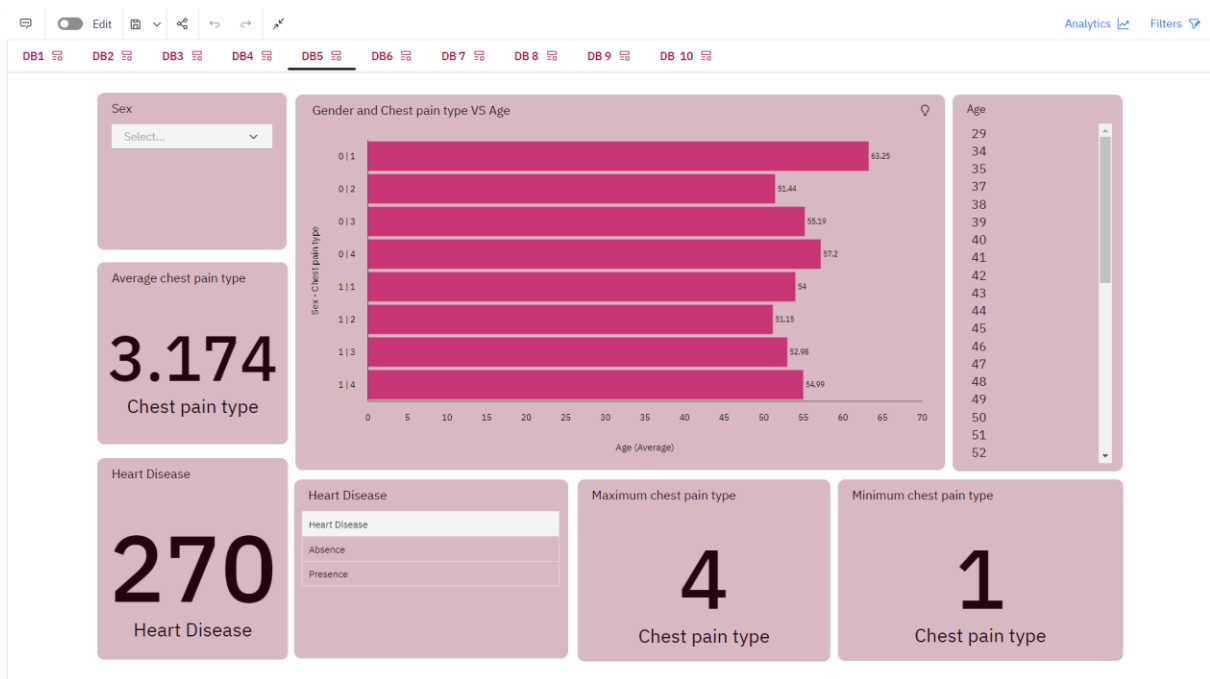 Edit
Analytics
Filters
DB1 DB2 DB3 DB4 DB5 DB6 DB 7 DB 8 DB 9 DB 10
Sex
Select...
Average chest pain type
3.174
Chest pain type
Heart Disease
270
Heart Disease
Gender and Chest pain type VS Age
Sex - Chest pain type
0 | 1 63.25
0 | 2 51.44
0 | 3 55.19
0 | 4 57.2
1 | 1 54
1 | 2 51.15
1 | 3 52.98
1 | 4 54.99
0 5 10 15 20 25 30 35 40 45 50 55 60 65 70
Age (Average)
Age
29
34
35
37
38
39
40
41
42
43
44
45
46
47
48
49
50
51
52
Heart Disease
Heart Disease
Absence
Presence
Maximum chest pain type
4
Chest pain type
Minimum chest pain type
1
Chest pain type